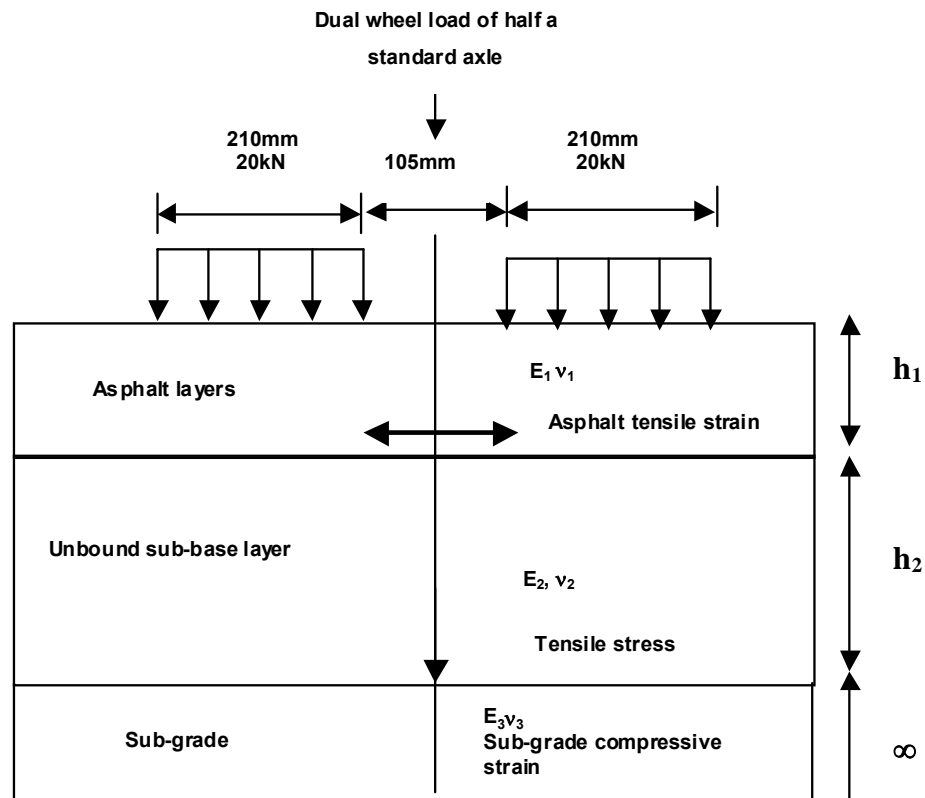 Dual wheel load of half a
standard axle
210mm
20kN
105mm
210mm
20kN
E₁ ν₁
h₁
Asphalt layers
Asphalt tensile strain
Unbound sub-base layer
h₂
E₂, ν₂
Tensile stress
E₃ν₃
Sub-grade
Sub-grade compressive
strain
∞